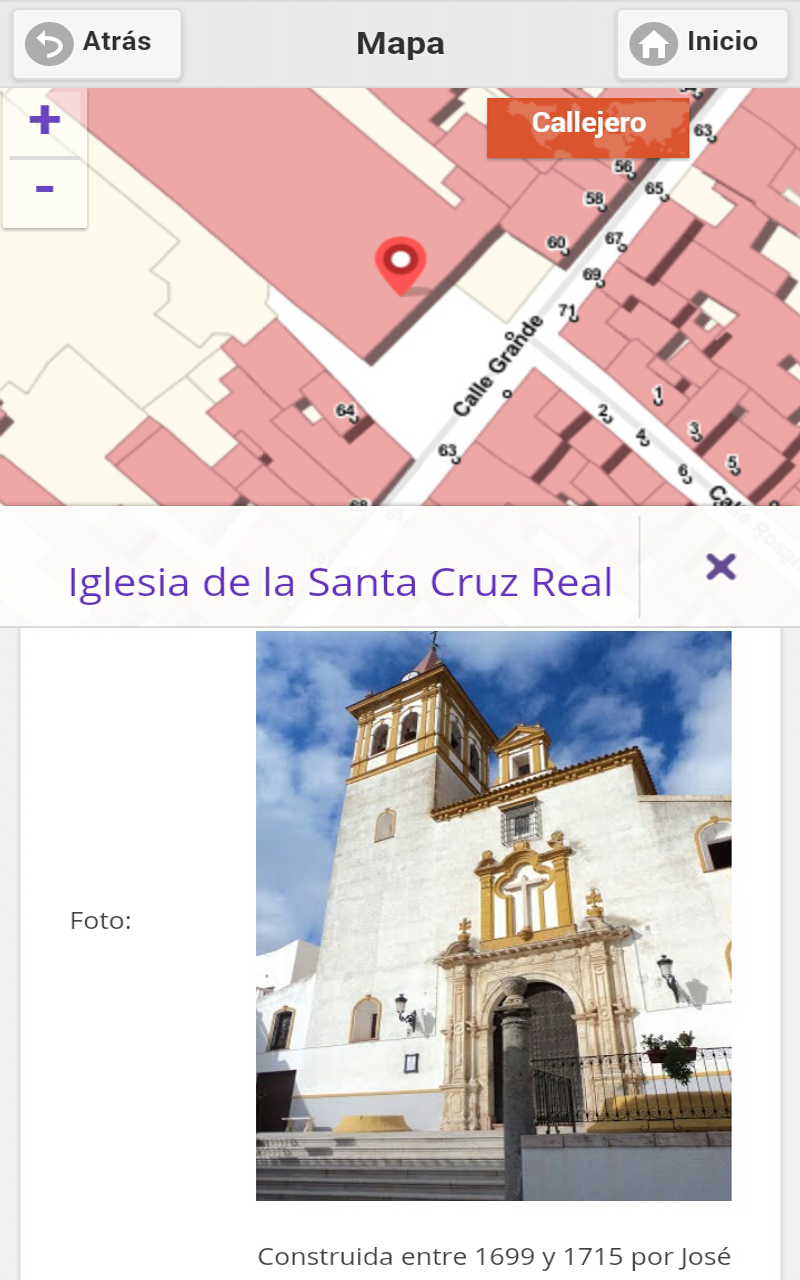 Atrás
Mapa
Inicio
+
-
Callejero
63
56
65
58
67
60
69
71
Calle Grande
64
1
2
3
4
63
5
6
Iglesia de la Santa Cruz Real
Foto:
Construida entre 1699 y 1715 por José